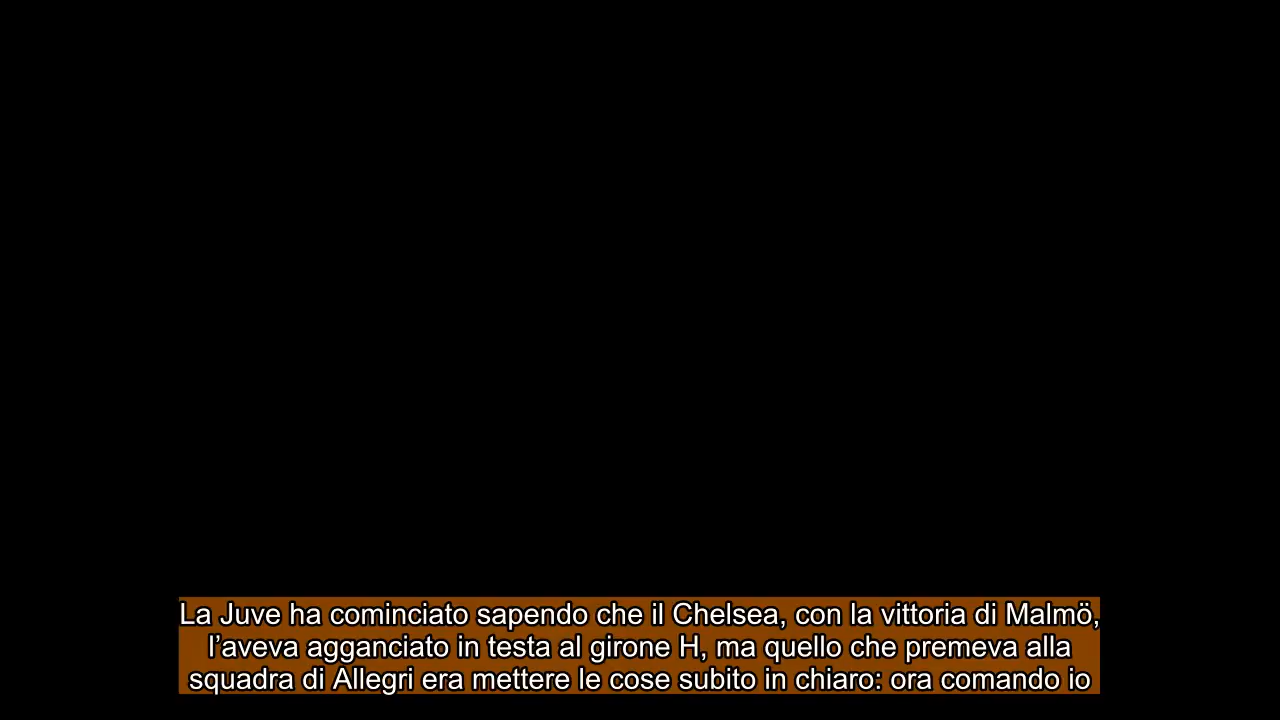 La Juve ha cominciato sapendo che il Chelsea, con la vittoria di Malmö,
l’aveva agganciato in testa al girone H, ma quello che premeva alla
squadra di Allegri era mettere le cose subito in chiaro: ora comando io